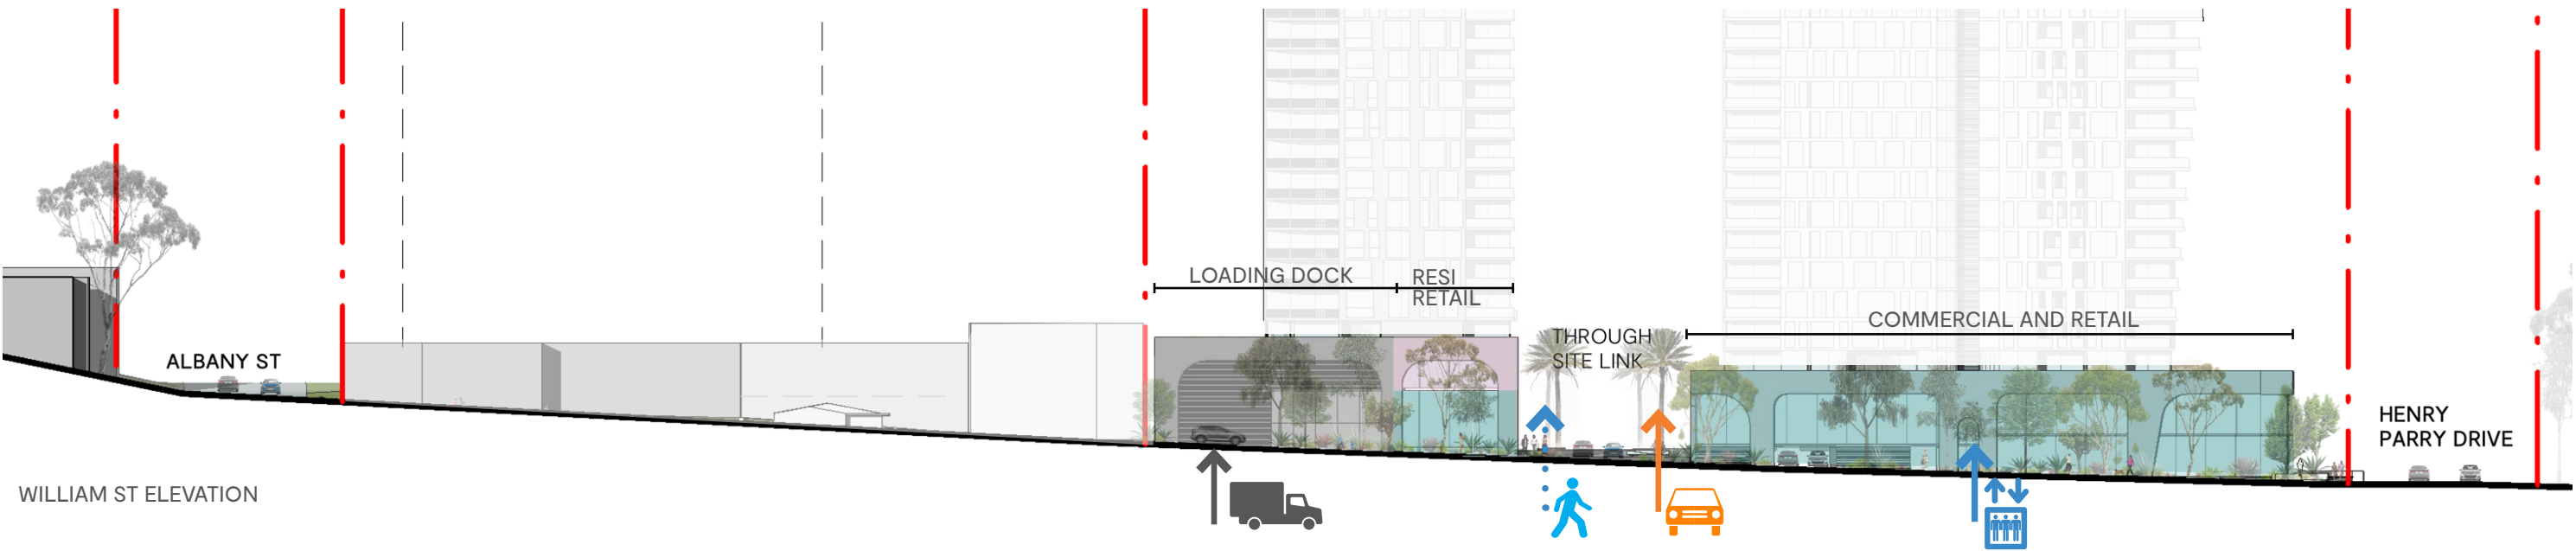 LOADING DOCK
RESI
RETAIL
THROUGH
SITE LINK
COMMERCIAL AND RETAIL
ALBANY ST
HENRY
PARRY DRIVE
WILLIAM ST ELEVATION